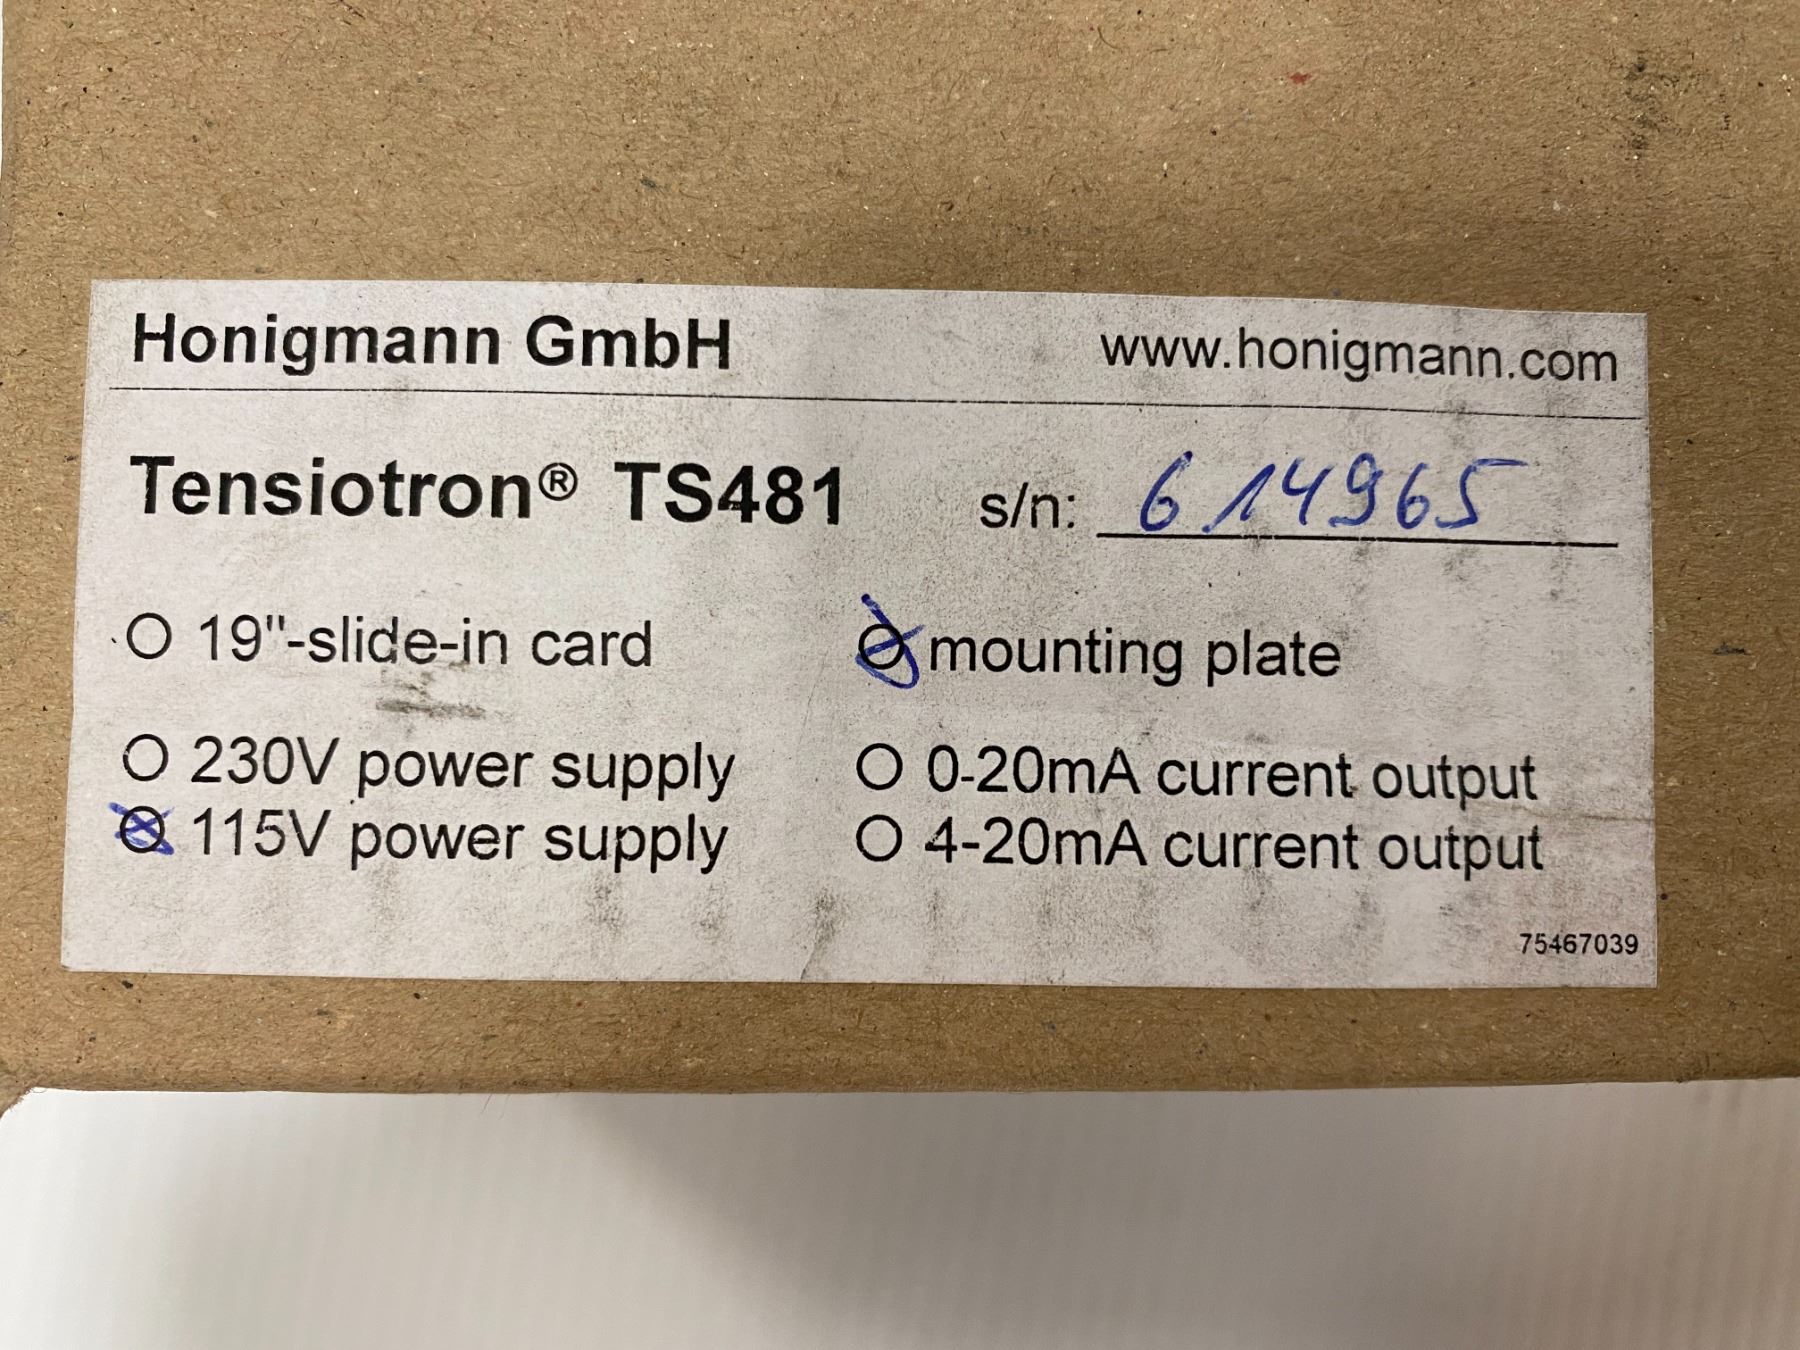 Honigmann GmbH www.honigmann.com
Tensiotron® TS481 s/n: 614965
19"-slide-in card mounting plate
230V power supply 0-20mA current output
115V power supply 4-20mA current output
75467039